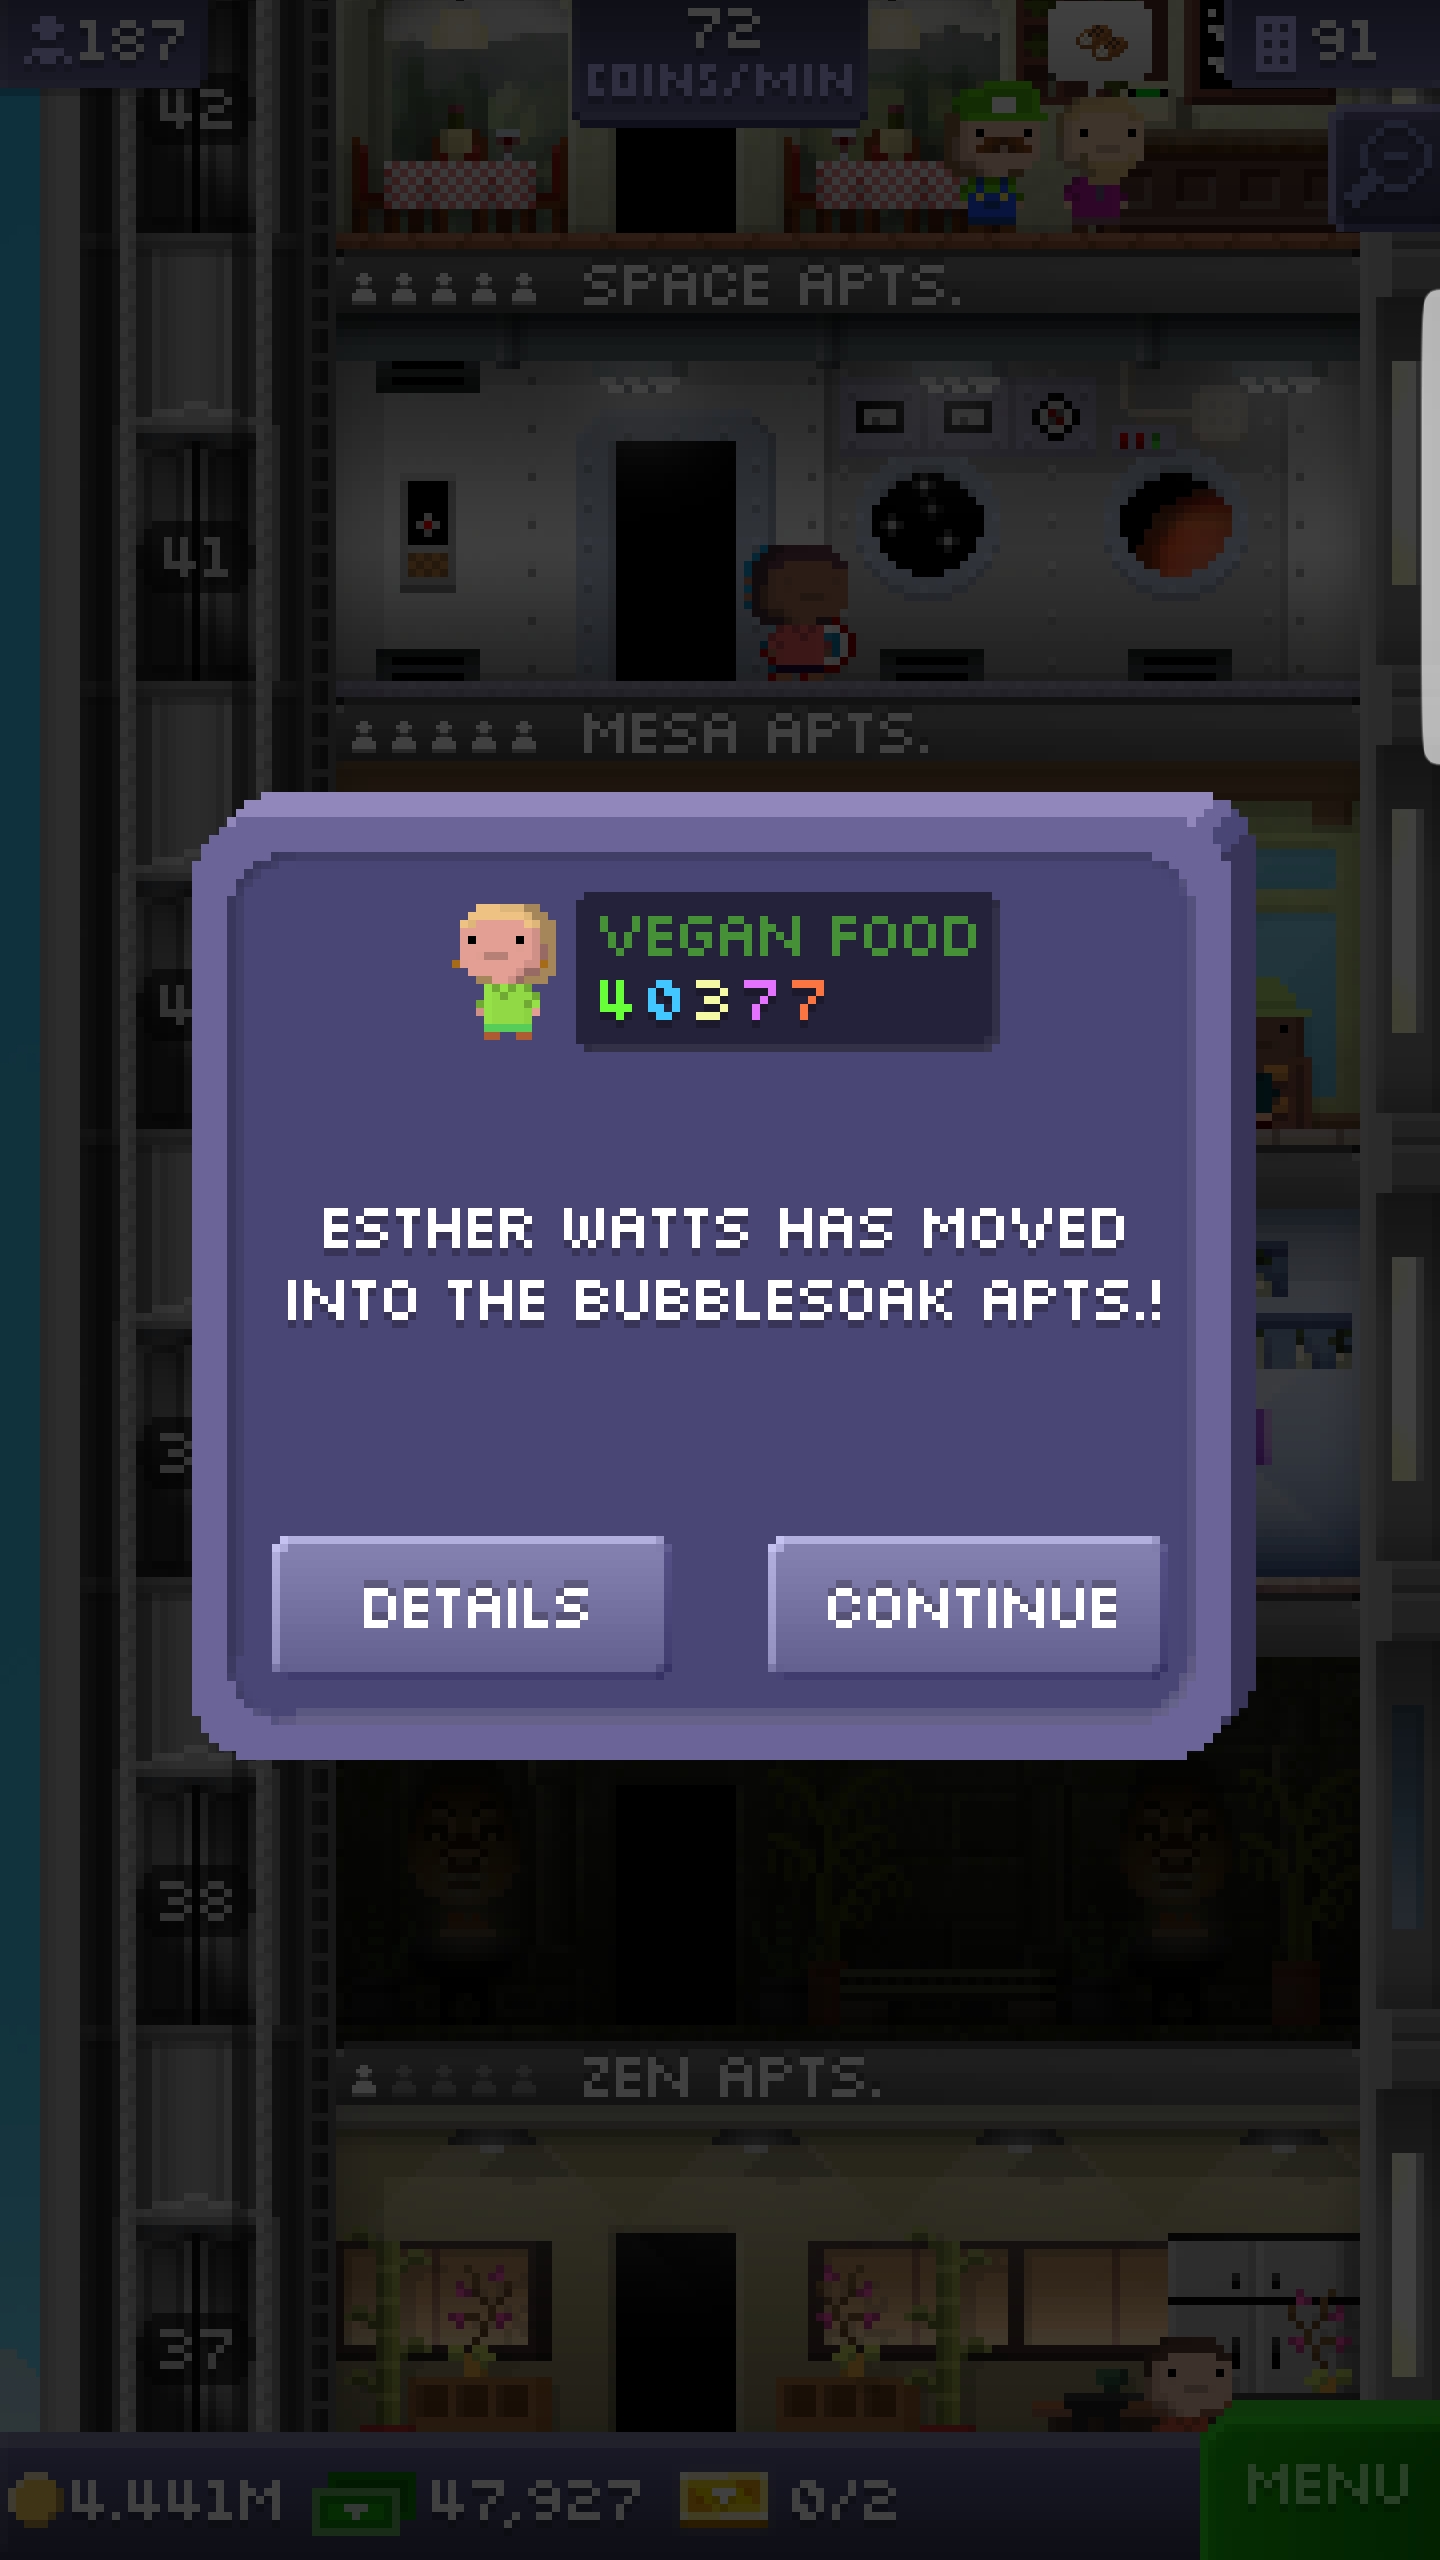 187
72
COINS/MIN
91
42
SPACE APTS.
41
MESA APTS.
VEGAN FOOD
40377
ESTHER WATTS HAS MOVED
INTO THE BUBBLESOAK APTS.!
DETAILS
CONTINUE
38
ZEN APTS.
37
4.441M
47,927
0/2
MENU